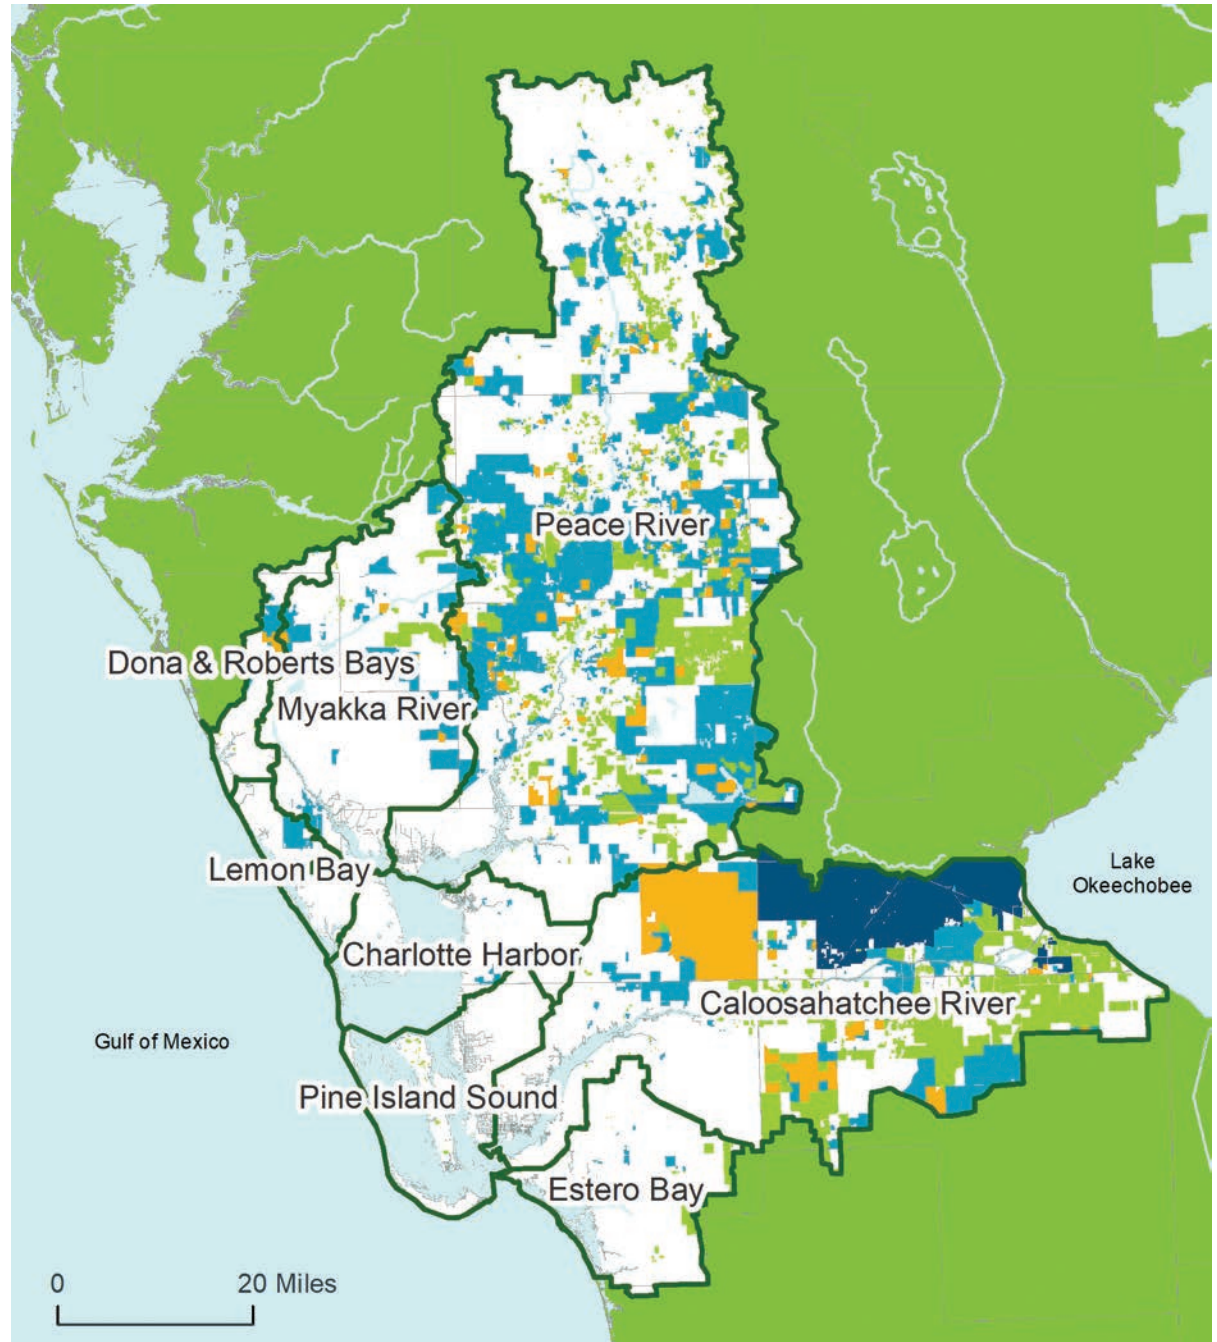 Peace River
Dona & Roberts Bays
Myakka River
Lemon Bay
Lake
Okeechobee
Charlotte Harbor
Caloosahatchee River
Gulf of Mexico
Pine Island Sound
Estero Bay
0 20 Miles